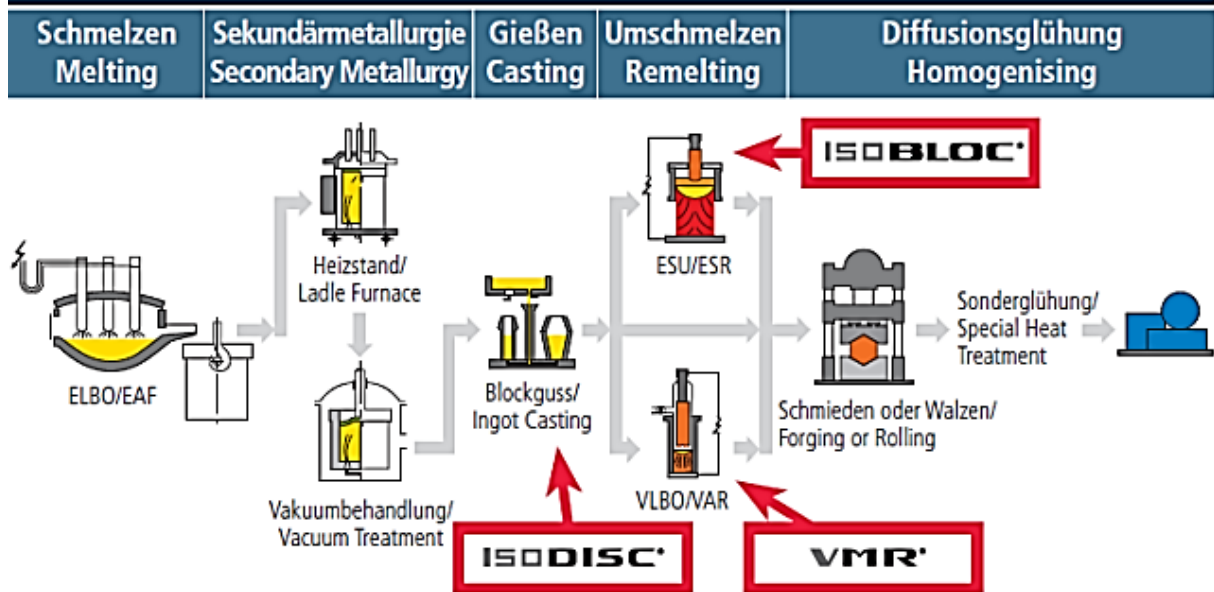 Schmelzen
Melting
Sekundärmetallurgie
Secondary Metallurgy
Gießen
Casting
Umschmelzen
Remelting
Diffusionsglühung
Homogenising
ISOBLOC
Heizstand/
Ladle Furnace
ESU/ESR
ELBO/EAF
Blockguss/
Ingot Casting
Sonderglühung/
Special Heat
Treatment
Schmieden oder Walzen/
Forging or Rolling
Vakuumbehandlung/
Vacuum Treatment
VLBO/VAR
ISODISC
VMR